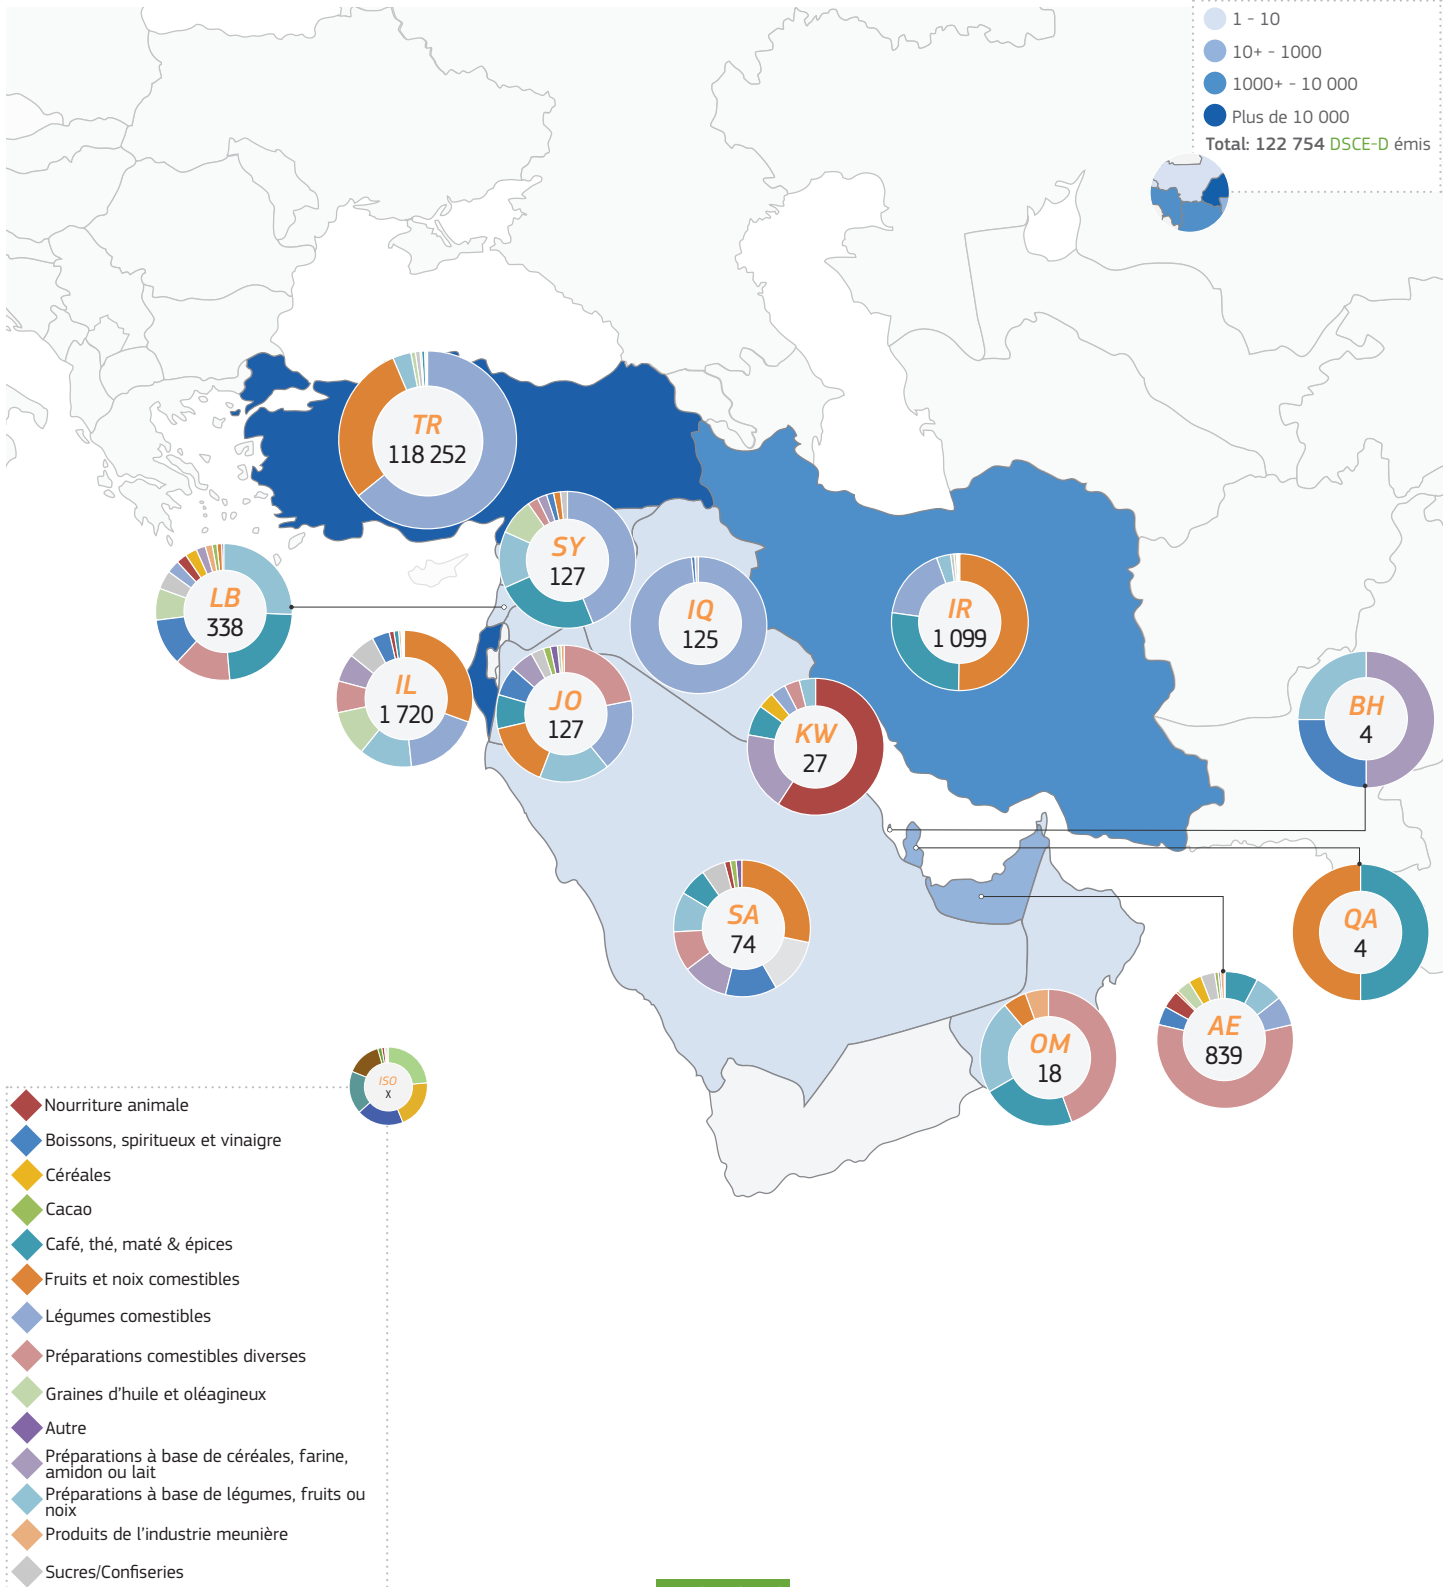 1 - 10
10+ - 1000
1000+ - 10 000
Plus de 10 000
Total: 122 754 DSCE-D émis
TR
118 252
SY
127
LB
338
IQ
125
IR
1 099
IL
1 720
JO
127
KW
27
BH
4
SA
74
QA
4
OM
18
AE
839
ISO
x
Nourriture animale
Boissons, spiritueux et vinaigre
Céréales
Cacao
Café, thé, maté & épices
Fruits et noix comestibles
Légumes comestibles
Préparations comestibles diverses
Graines d'huile et oléagineux
Autre
Préparations à base de céréales, farine,
amidon ou lait
Préparations à base de légumes, fruits ou
noix
Produits de l'industrie meunière
Sucres/Confiseries